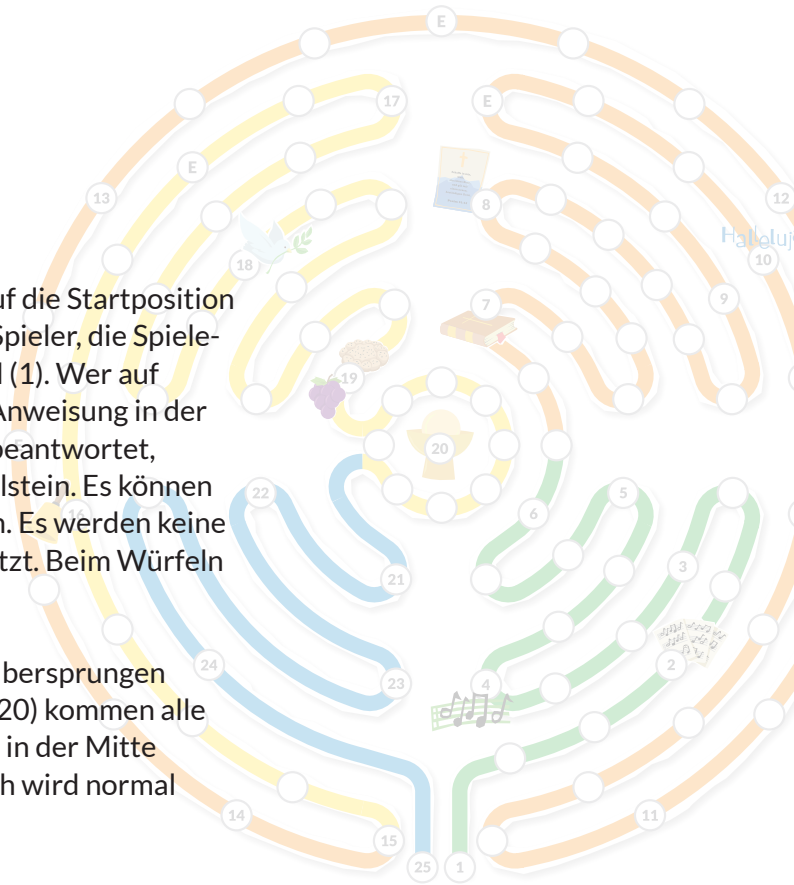 E
17
E
E
13
8
12
Halleluj
10
18
9
uf die Startposition
7
Spieler, die Spiele-
(1). Wer auf
19
Anweisung in der
beantwortet,
20
lstein. Es können
22
5
16
n. Es werden keine
6
tzt. Beim Würfeln
21
3
bersprungen
24
2
23
4
20) kommen alle
in der Mitte
h wird normal
14
11
15
25
1